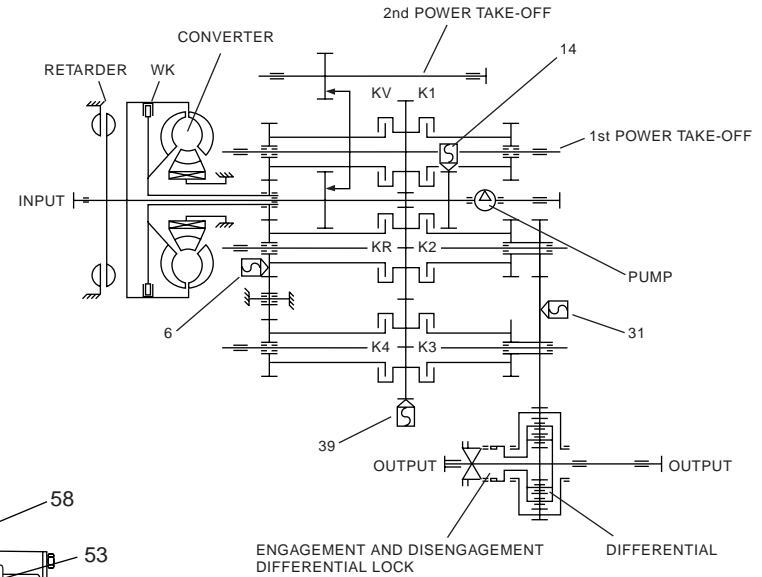 2nd POWER TAKE-OFF
CONVERTER
14
RETARDER
WK
KV
K1
1st POWER TAKE-OFF
INPUT
KR
K2
PUMP
6
31
K4
K3
39
OUTPUT
OUTPUT
58
53
ENGAGEMENT AND DISENGAGEMENT
DIFFERENTIAL LOCK
DIFFERENTIAL